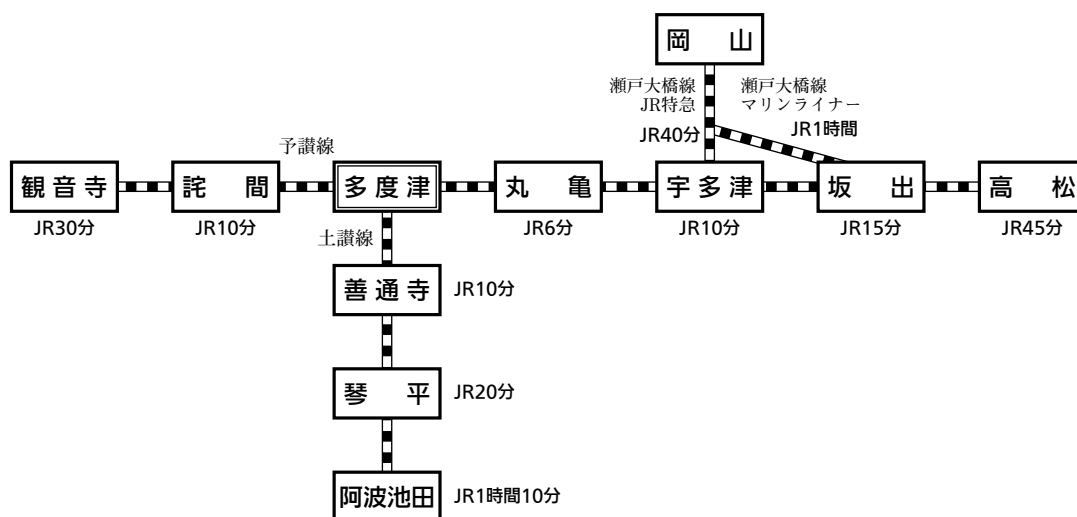 岡山
瀬戸大橋線
JR特急
瀬戸大橋線
マリンライナー
JR40分
JR1時間
予讃線
観音寺
詫間
多度津
丸亀
宇多津
坂出
高松
JR30分
JR10分
JR6分
JR10分
JR15分
JR45分
土讃線
善通寺
JR10分
琴平
JR20分
阿波池田
JR1時間10分